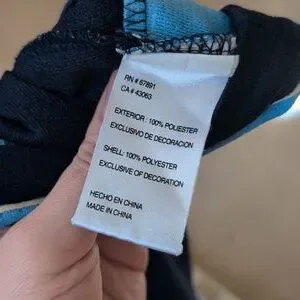 RN # 67891
CA # 43063
EXTERIOR: 100% POLIESTER
EXCLUSIVO DE DECORACION
SHELL: 100% POLYESTER
EXCLUSIVE OF DECORATION
HECHO EN CHINA
MADE IN CHINA